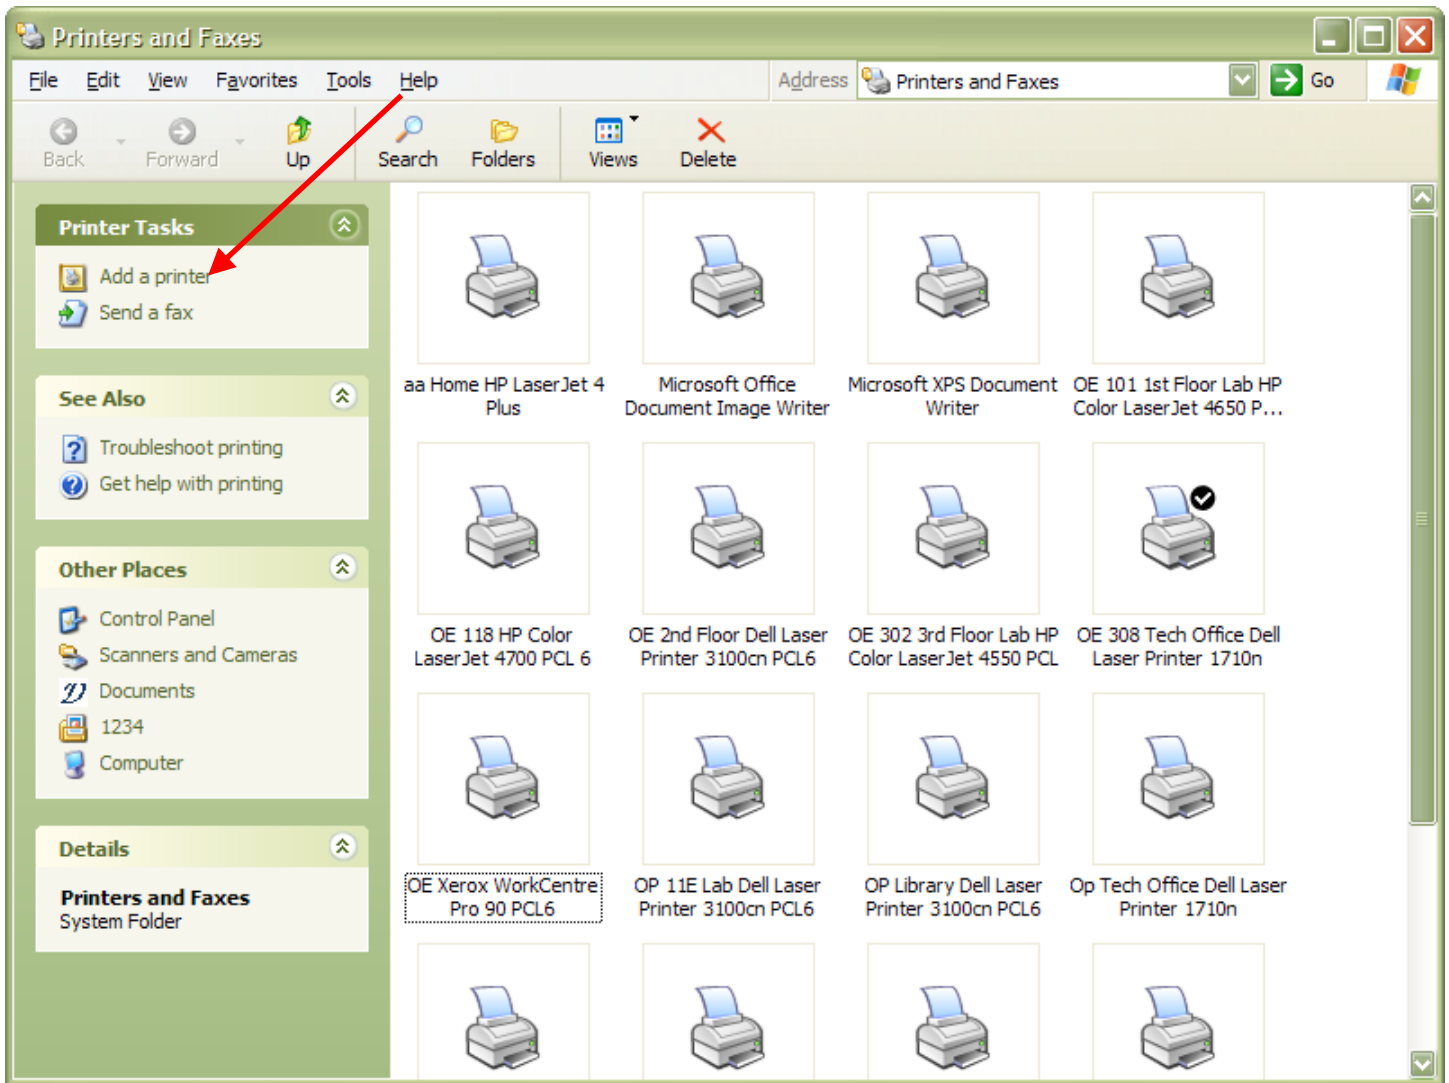 Printers and Faxes
File Edit View Favorites Tools Help
Address Printers and Faxes Go
Back Forward Up Search Folders Views Delete
Printer Tasks
Add a printer
Send a fax
See Also
Troubleshoot printing
Get help with printing
Other Places
Control Panel
Scanners and Cameras
Documents
1234
Computer
Details
Printers and Faxes
System Folder
aa Home HP LaserJet 4
Plus
Microsoft Office
Document Image Writer
Microsoft XPS Document
Writer
OE 101 1st Floor Lab HP
Color LaserJet 4650 P...
OE 118 HP Color
LaserJet 4700 PCL 6
OE 2nd Floor Dell Laser
Printer 3100cn PCL6
OE 302 3rd Floor Lab HP
Color LaserJet 4550 PCL
OE 308 Tech Office Dell
Laser Printer 1710n
OE Xerox WorkCentre
Pro 90 PCL6
OP 11E Lab Dell Laser
Printer 3100cn PCL6
OP Library Dell Laser
Printer 3100cn PCL6
Op Tech Office Dell Laser
Printer 1710n